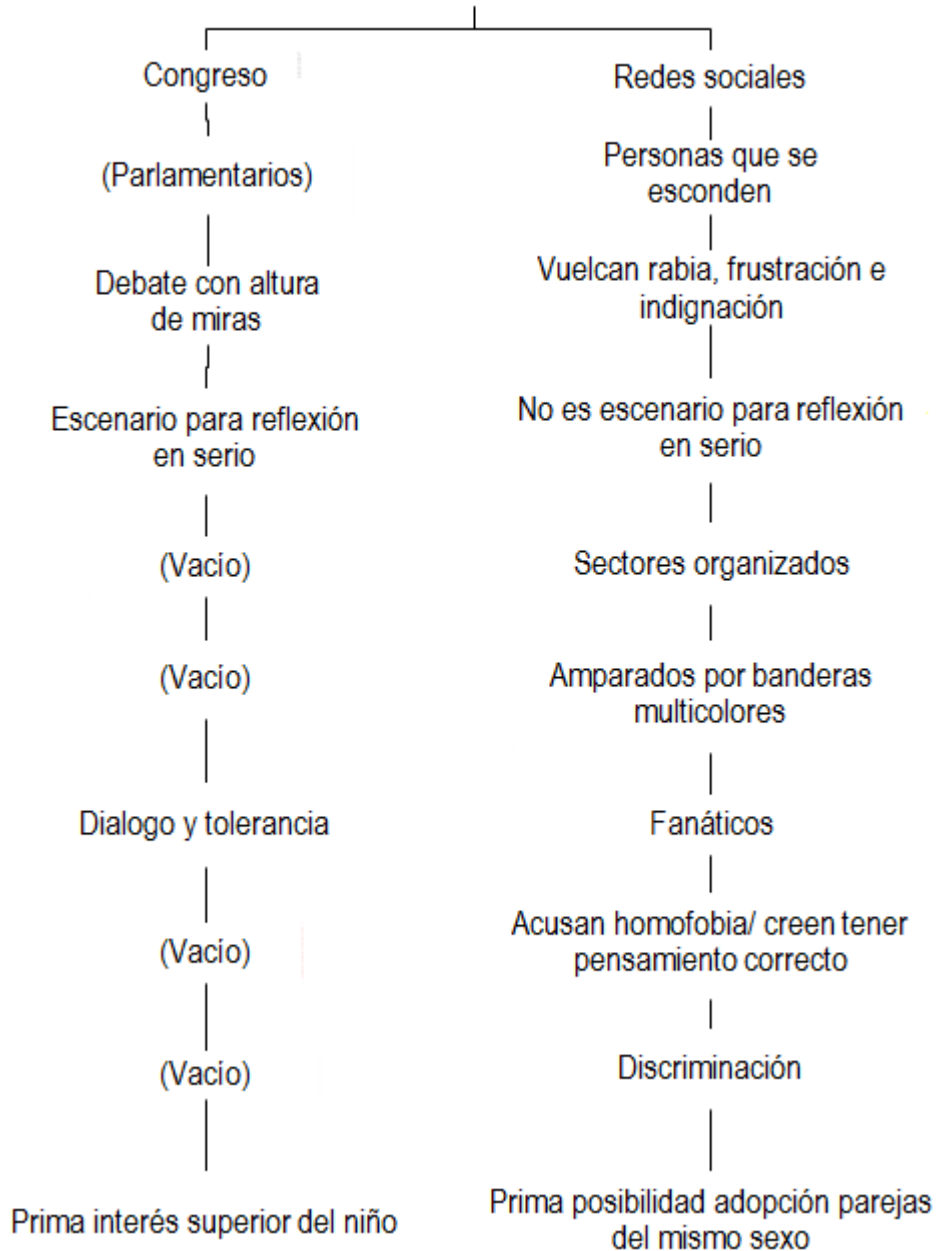 Congreso
(Parlamentarios)
Debate con altura
de miras
Escenario para reflexión
en serio
(Vacio)
(Vacio)
Dialogo y tolerancia
(Vacio)
(Vacio)
Prima interés superior del niño
Redes sociales
Personas que se
esconden
Vuelcan rabia, frustración e
indignación
No es escenario para reflexión
en serio
Sectores organizados
Amparados por banderas
multicolores
Fanáticos
Acusan homofobia/ creen tener
pensamiento correcto
Discriminación
Prima posibilidad adopción parejas
del mismo sexo